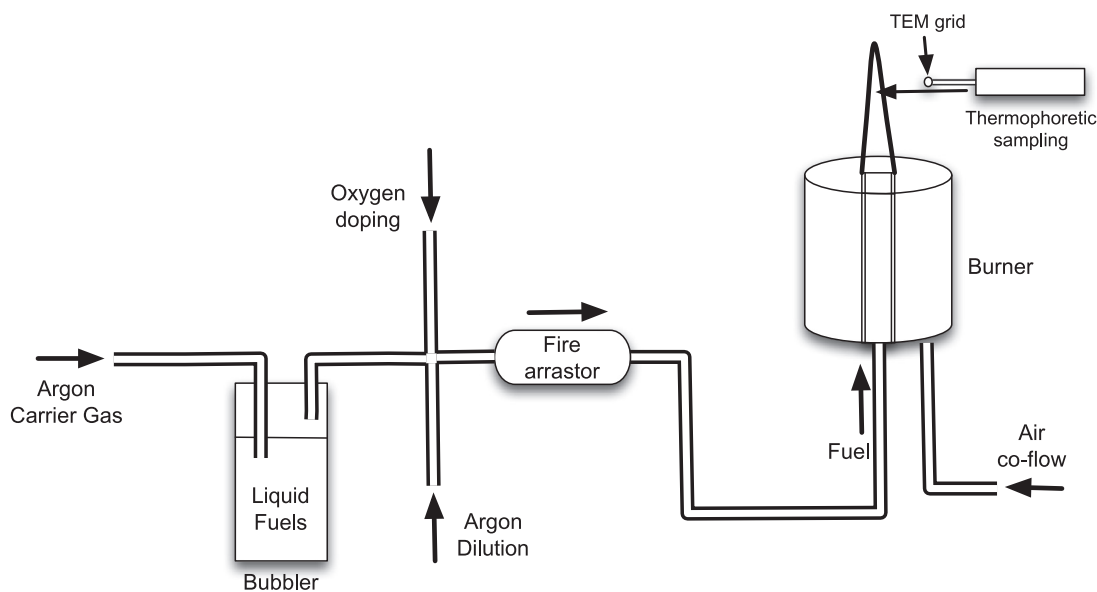 TEM grid
Thermophoretic
sampling
Oxygen
doping
Burner
Fire
arrastor
Argon
Carrier Gas
Fuel
Air
co-flow
Liquid
Fuels
Argon
Dilution
Bubbler